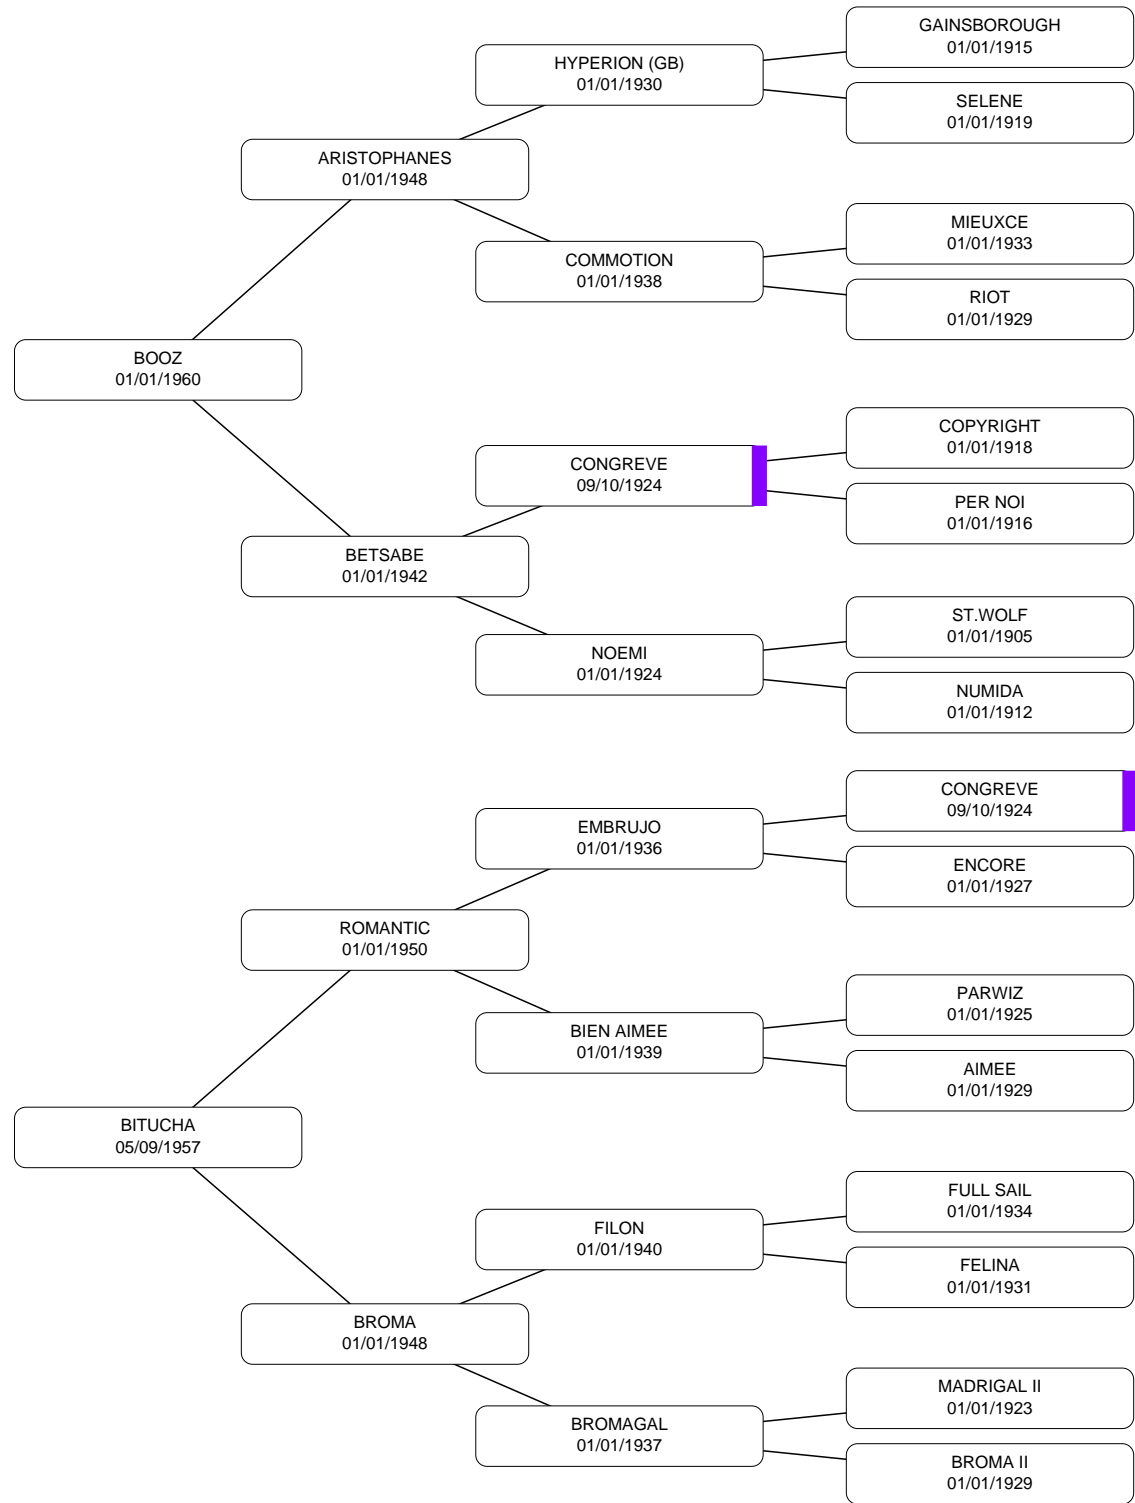 GAINSBOROUGH
01/01/1915
HYPERION (GB)
01/01/1930
SELENE
01/01/1919
ARISTOPHANES
01/01/1948
MIEUXCE
01/01/1933
COMMOTION
01/01/1938
RIOT
01/01/1929
BOOZ
01/01/1960
COPYRIGHT
01/01/1918
CONGREVE
09/10/1924
PER NOI
01/01/1916
BETSABE
01/01/1942
ST.WOLF
01/01/1905
NOEMI
01/01/1924
NUMIDA
01/01/1912
CONGREVE
09/10/1924
EMBRUJO
01/01/1936
ENCORE
01/01/1927
ROMANTIC
01/01/1950
PARWIZ
01/01/1925
BIEN AIMEE
01/01/1939
AIMEE
01/01/1929
BITUCHA
05/09/1957
FULL SAIL
01/01/1934
FILON
01/01/1940
FELINA
01/01/1931
BROMA
01/01/1948
MADRIGAL II
01/01/1923
BROMAGAL
01/01/1937
BROMA II
01/01/1929